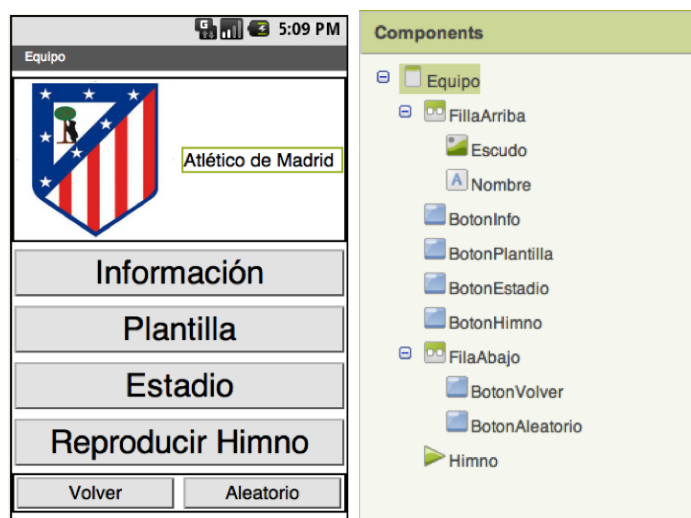 5:09 PM
Equipo
Atlético de Madrid
Información
Plantilla
Estadio
Reproducir Himno
Volver Aleatorio
Components
Equipo
FillaArriba
Escudo
A Nombre
BotonInfo
BotonPlantilla
BotonEstadio
BotonHimno
FilaAbajo
BotonVolver
BotonAleatorio
Himno